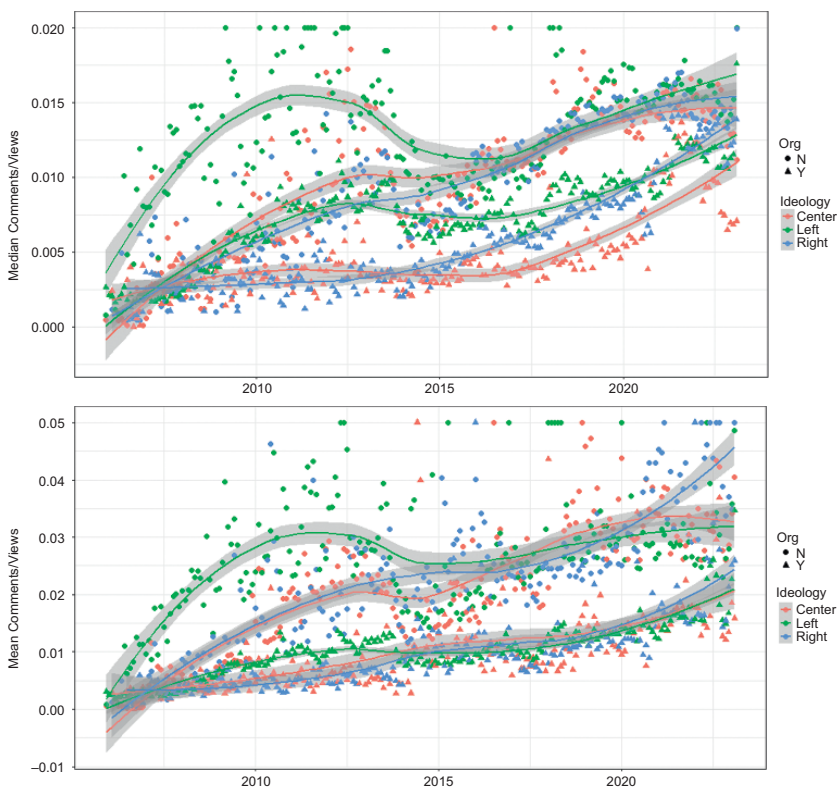 Median Comments/Views
0.020
0.015
0.010
0.005
0.000
2010
2015
2020
Org
N
Y
Ideology
Center
Left
Right
Mean Comments/Views
0.05
0.04
0.03
0.02
0.01
0.00
–0.01
2010
2015
2020
Org
N
Y
Ideology
Center
Left
Right